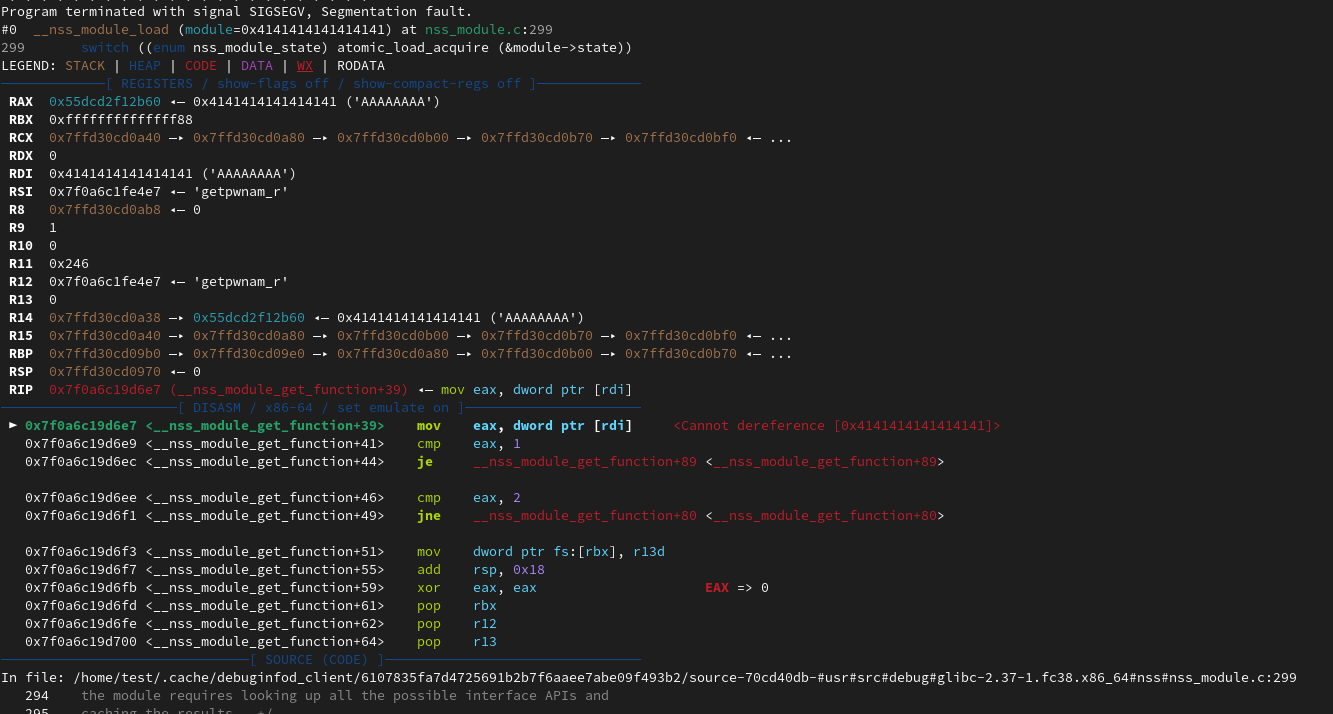 Program terminated with signal SIGSEGV, Segmentation fault.
#0  __nss_module_load (module=0x4141414141414141) at nss_module.c:299
299       switch ((enum nss_module_state) atomic_load_acquire (&module->state))
LEGEND: STACK | HEAP | CODE | DATA | WX | RODATA
[ REGISTERS / show-flags off / show-compact-regs off ]
RAX  0x55dcd2f12b60 ◂— 0x4141414141414141 ('AAAAAAAA')
RBX  0xffffffffffffff88
RCX  0x7ffd30cd0a40 —▸ 0x7ffd30cd0a80 —▸ 0x7ffd30cd0b00 —▸ 0x7ffd30cd0b70 —▸ 0x7ffd30cd0bf0 ◂— ...
RDX  0
RDI  0x4141414141414141 ('AAAAAAAA')
RSI  0x7f0a6c1fe4e7 ◂— 'getpwnam_r'
R8   0x7ffd30cd0ab8 ◂— 0
R9   1
R10  0
R11  0x246
R12  0x7f0a6c1fe4e7 ◂— 'getpwnam_r'
R13  0
R14  0x7ffd30cd0a38 —▸ 0x55dcd2f12b60 ◂— 0x4141414141414141 ('AAAAAAAA')
R15  0x7ffd30cd0a40 —▸ 0x7ffd30cd0a80 —▸ 0x7ffd30cd0b00 —▸ 0x7ffd30cd0b70 —▸ 0x7ffd30cd0bf0 ◂— ...
RBP  0x7ffd30cd09b0 —▸ 0x7ffd30cd09e0 —▸ 0x7ffd30cd0a80 —▸ 0x7ffd30cd0b00 —▸ 0x7ffd30cd0b70 ◂— ...
RSP  0x7ffd30cd0970 ◂— 0
RIP  0x7f0a6c19d6e7 (__nss_module_get_function+39) ◂— mov eax, dword ptr [rdi]
[ DISASM / x86-64 / set emulate on ]
► 0x7f0a6c19d6e7 <__nss_module_get_function+39>    mov    eax, dword ptr [rdi]     <Cannot dereference [0x4141414141414141]>
0x7f0a6c19d6e9 <__nss_module_get_function+41>    cmp    eax, 1
0x7f0a6c19d6ec <__nss_module_get_function+44>    je     __nss_module_get_function+89 <__nss_module_get_function+89>
0x7f0a6c19d6ee <__nss_module_get_function+46>    cmp    eax, 2
0x7f0a6c19d6f1 <__nss_module_get_function+49>    jne    __nss_module_get_function+80 <__nss_module_get_function+80>
0x7f0a6c19d6f3 <__nss_module_get_function+51>    mov    dword ptr fs:[rbx], r13d
0x7f0a6c19d6f7 <__nss_module_get_function+55>    add    rsp, 0x18
0x7f0a6c19d6fb <__nss_module_get_function+59>    xor    eax, eax                     EAX => 0
0x7f0a6c19d6fd <__nss_module_get_function+61>    pop    rbx
0x7f0a6c19d6fe <__nss_module_get_function+62>    pop    r12
0x7f0a6c19d700 <__nss_module_get_function+64>    pop    r13
[ SOURCE (CODE) ]
In file: /home/test/.cache/debuginfod_client/6107835fa7d4725691b2b7f6aaee7abe09f493b2/source-70cd40db-#usr#src#debug#glibc-2.37-1.fc38.x86_64#nss#nss_module.c:299
294    the module requires looking up all the possible interface APIs and
295    caching the results.  */